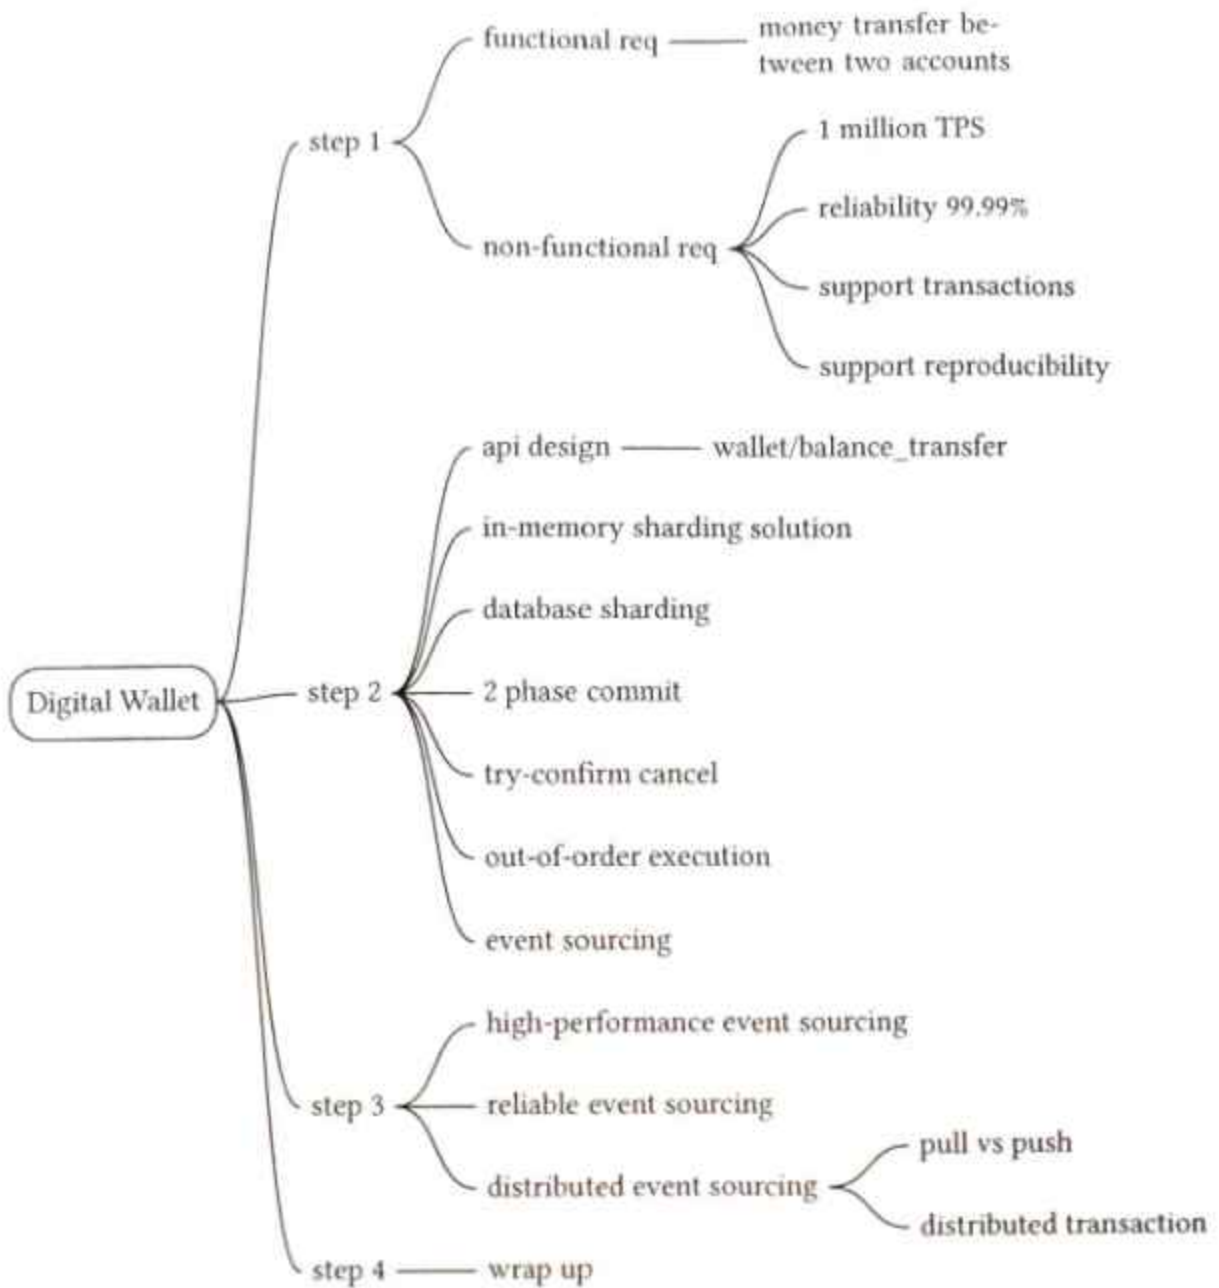 functional req
money transfer be-
tween two accounts
step 1
1 million TPS
reliability 99.99%
non-functional req
support transactions
support reproducibility
api design
wallet/balance_transfer
in-memory sharding solution
database sharding
Digital Wallet
step 2
2 phase commit
try-confirm cancel
out-of-order execution
event sourcing
high-performance event sourcing
step 3
reliable event sourcing
distributed event sourcing
pull vs push
distributed transaction
step 4
wrap up